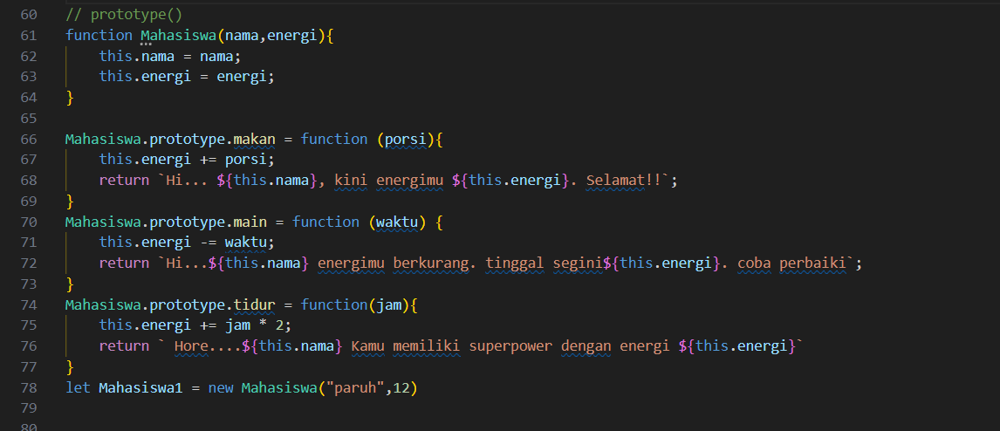 60 // prototype()
61 function Mahasiswa(nama,energi){
62     this.nama = nama;
63     this.energi = energi;
64 }
65
66 Mahasiswa.prototype.makan = function (porsi){
67     this.energi += porsi;
68     return `Hi... ${this.nama}, kini energimu ${this.energi}. Selamat!!`;
69 }
70 Mahasiswa.prototype.main = function (waktu) {
71     this.energi -= waktu;
72     return `Hi...${this.nama} energimu berkurang. tinggal segini${this.energi}. coba perbaiki`;
73 }
74 Mahasiswa.prototype.tidur = function(jam){
75     this.energi += jam * 2;
76     return ` Hore....${this.nama} Kamu memiliki superpower dengan energi ${this.energi}`
77 }
78 let Mahasiswa1 = new Mahasiswa("paruh",12)
79
80